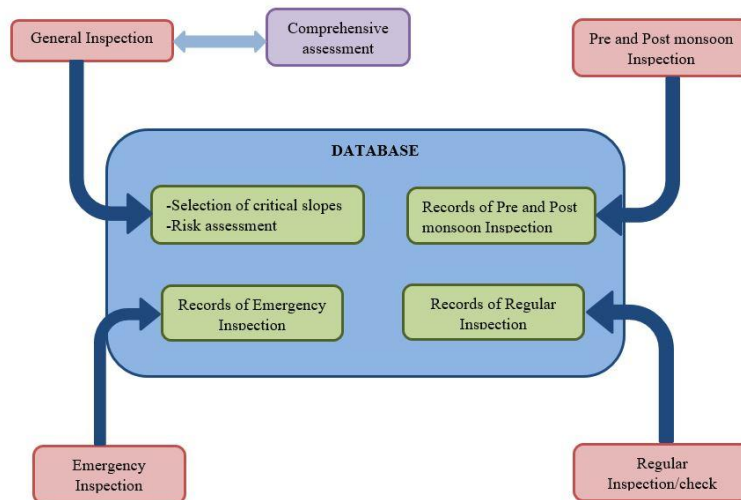 General Inspection
Comprehensive
assessment
Pre and Post monsoon
Inspection
DATABASE
-Selection of critical slopes
-Risk assessment
Records of Pre and Post
monsoon Inspection
Records of Emergency
Inspection
Records of Regular
Inspection
Emergency
Inspection
Regular
Inspection/check